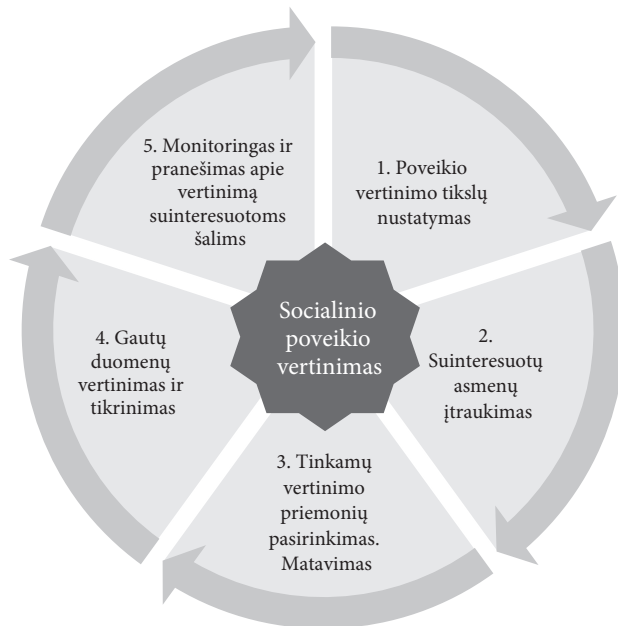 1. Poveikio
vertinimo tikslų
nustatymas
2.
Suinteresuotų
asmenų
įtraukimas
3. Tinkamų
vertinimo
priemonių
pasirinkimas.
Matavimas
4. Gautų
duomenų
vertinimas ir
tikrinimas
5. Monitoringas ir
pranešimas apie
vertinimą
suinteresuotoms
šalims
Socialinio
poveikio
vertinimas